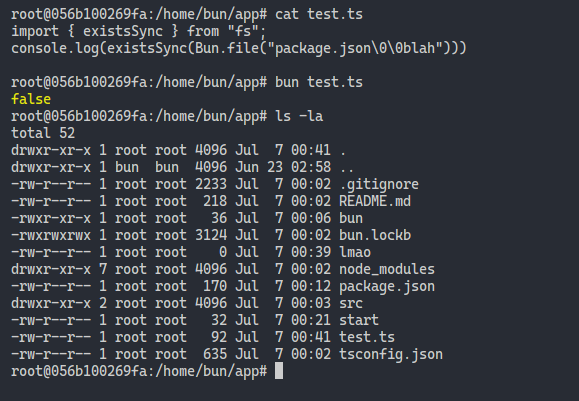 root@056b100269fa:/home/bun/app# cat test.ts
import { existsSync } from "fs";
console.log(existsSync(Bun.file("package.json\0\0blah")))

root@056b100269fa:/home/bun/app# bun test.ts
false
root@056b100269fa:/home/bun/app# ls -la
total 52
drwxr-xr-x 1 root root 4096 Jul  7 00:41 .
drwxr-xr-x 1 bun  bun  4096 Jun 23 02:58 ..
-rw-r--r-- 1 root root 2233 Jul  7 00:02 .gitignore
-rw-r--r-- 1 root root  218 Jul  7 00:02 README.md
-rwxr-xr-x 1 root root   36 Jul  7 00:06 bun
-rwxrwxrwx 1 root root 3124 Jul  7 00:02 bun.lockb
-rw-r--r-- 1 root root    0 Jul  7 00:39 lmao
drwxr-xr-x 7 root root 4096 Jul  7 00:02 node_modules
-rw-r--r-- 1 root root  170 Jul  7 00:12 package.json
drwxr-xr-x 2 root root 4096 Jul  7 00:03 src
-rw-r--r-- 1 root root   32 Jul  7 00:21 start
-rw-r--r-- 1 root root   92 Jul  7 00:41 test.ts
-rw-r--r-- 1 root root  635 Jul  7 00:02 tsconfig.json
root@056b100269fa:/home/bun/app#